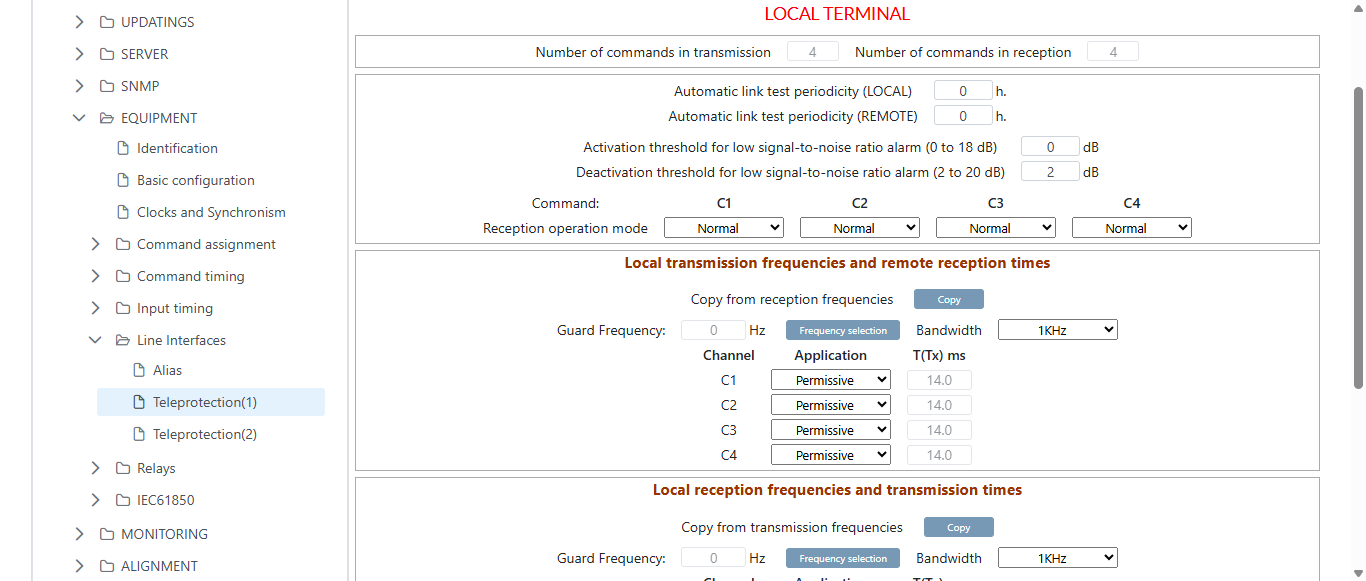 UPDATINGS
SERVER
SNMP
EQUIPMENT
Identification
Basic configuration
Clocks and Synchronism
Command assignment
Command timing
Input timing
Line Interfaces
Alias
Teleprotection(1)
Teleprotection(2)
Relays
IEC61850
MONITORING
ALIGNMENT
LOCAL TERMINAL
Number of commands in transmission 4 Number of commands in reception 4
Automatic link test periodicity (LOCAL) 0 h.
Automatic link test periodicity (REMOTE) 0 h.
Activation threshold for low signal-to-noise ratio alarm (0 to 18 dB) 0 dB
Deactivation threshold for low signal-to-noise ratio alarm (2 to 20 dB) 2 dB
Command: C1 C2 C3 C4
Reception operation mode Normal Normal Normal Normal
Local transmission frequencies and remote reception times
Copy from reception frequencies Copy
Guard Frequency: 0 Hz Frequency selection Bandwidth 1KHz
Channel Application T(Tx) ms
C1 Permissive 14.0
C2 Permissive 14.0
C3 Permissive 14.0
C4 Permissive 14.0
Local reception frequencies and transmission times
Copy from transmission frequencies Copy
Guard Frequency: 0 Hz Frequency selection Bandwidth 1KHz